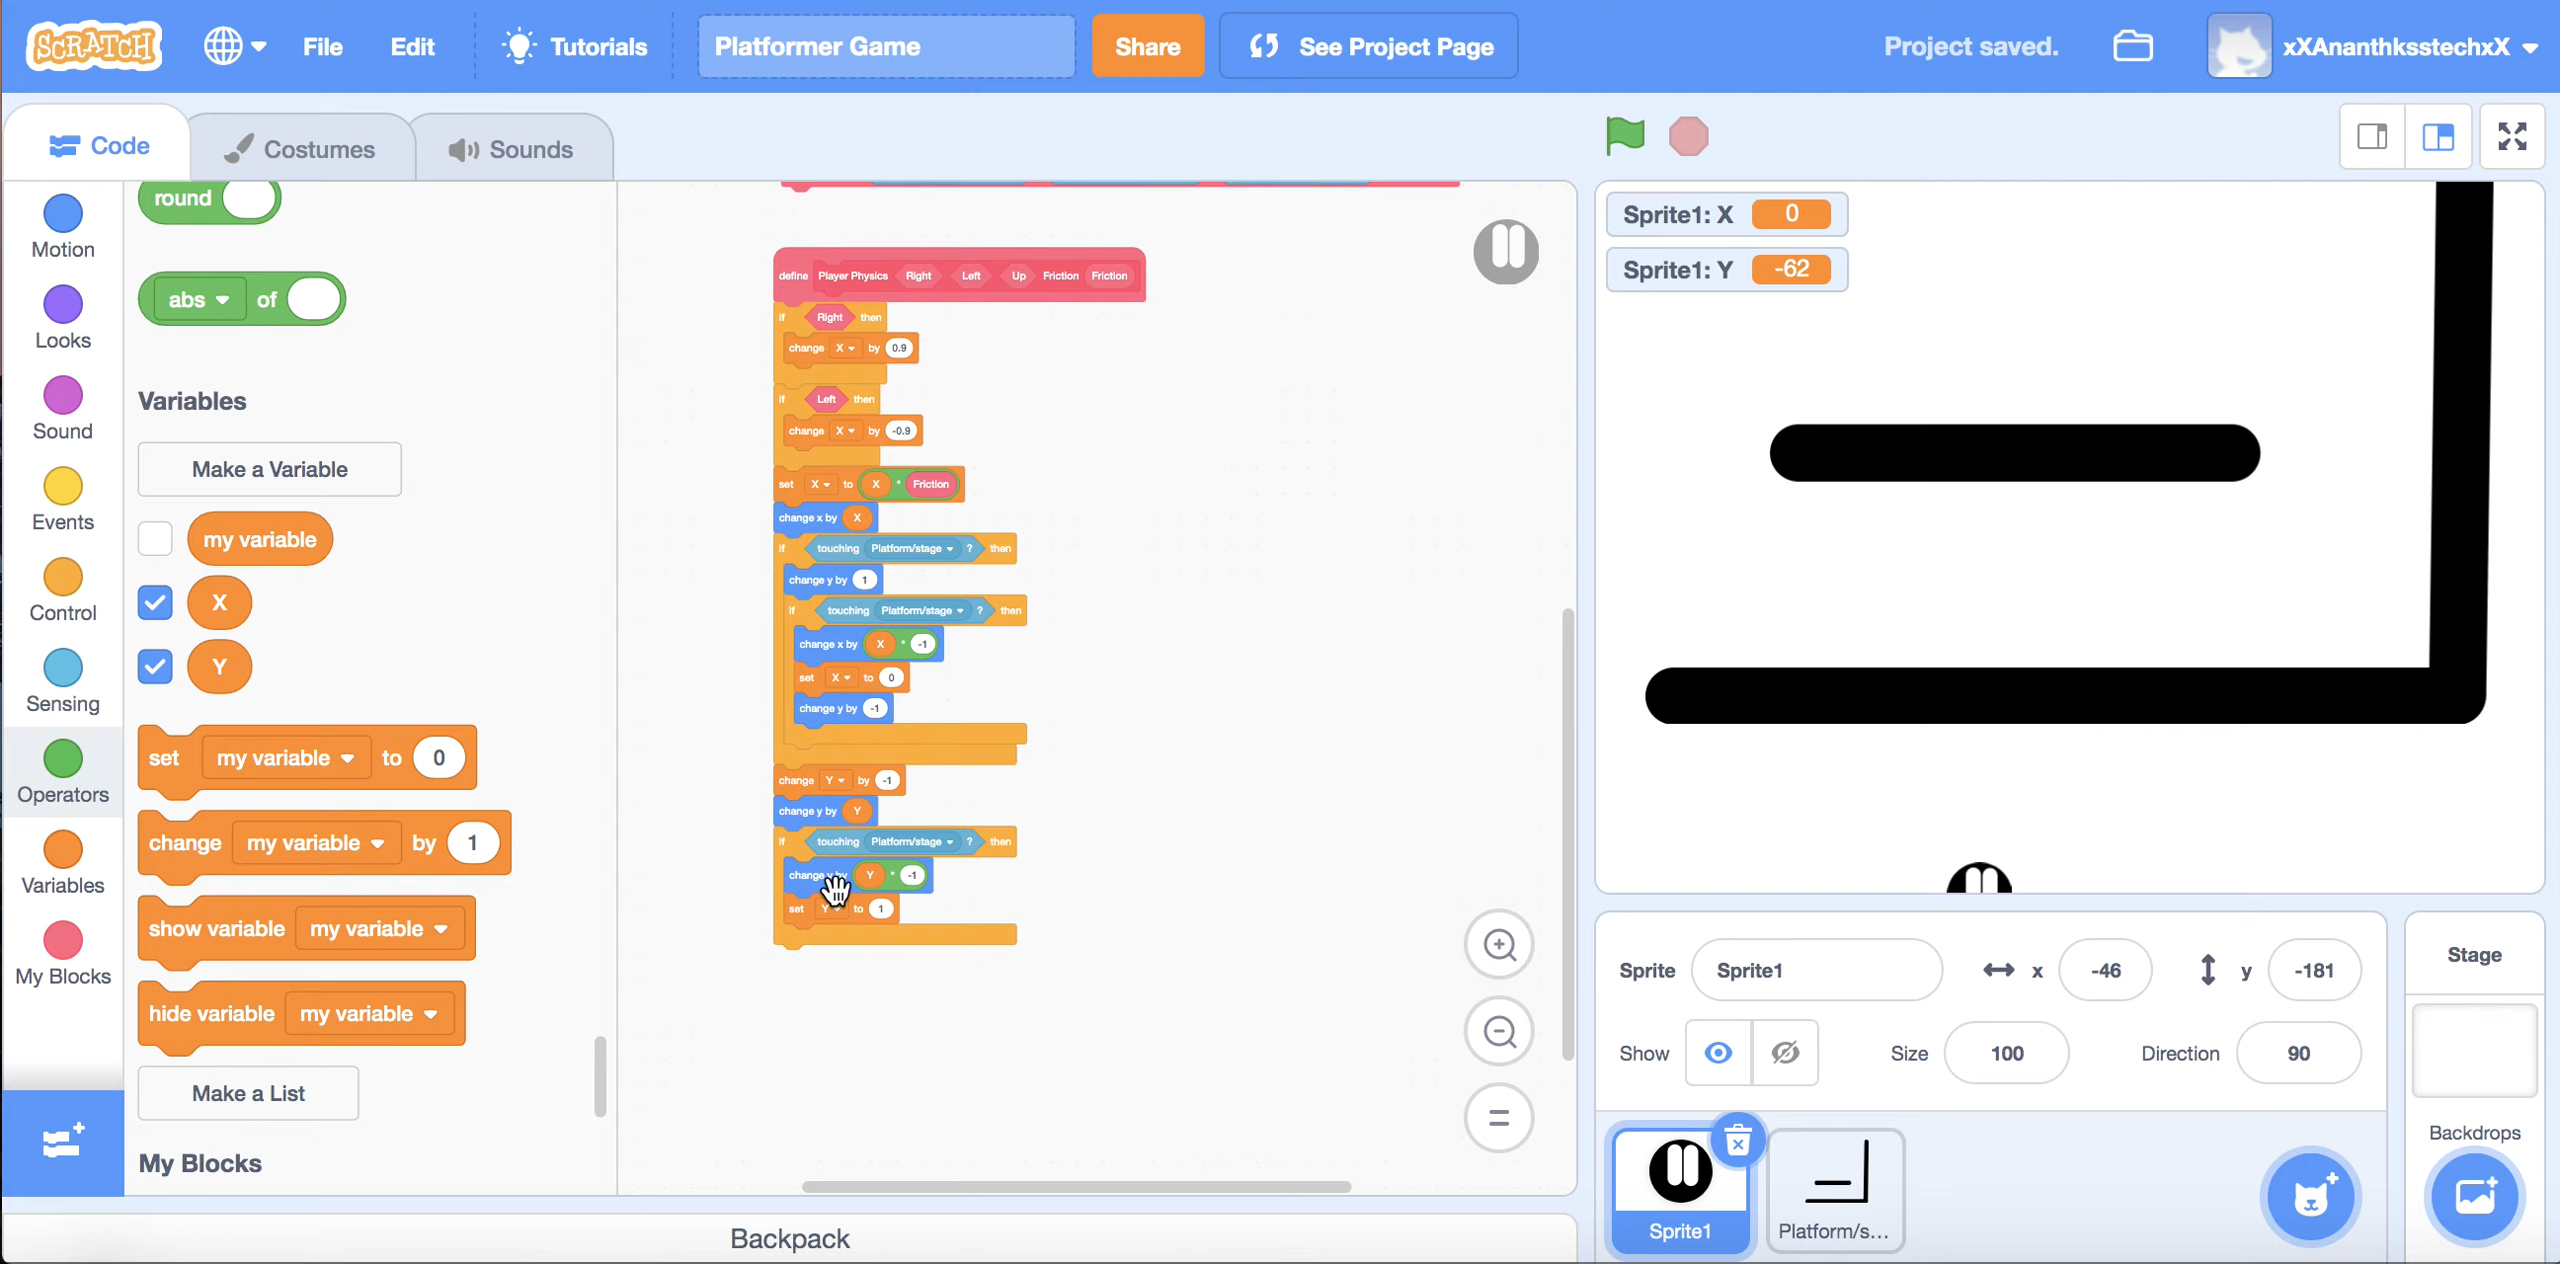 SCRATCH
File
Edit
Tutorials
Platformer Game
Share
See Project Page
Project saved.
xXAnanthksstechxX
Code
Costumes
Sounds
Motion
Looks
Sound
Events
Control
Sensing
Operators
Variables
My Blocks
round
abs of
Variables
Make a Variable
my variable
X
Y
set my variable to 0
change my variable by 1
show variable my variable
hide variable my variable
Make a List
My Blocks
define Player Physics Right Left Up Friction Friction
if Right then
change X by 0.9
if Left then
change X by -0.9
set X to X * Friction
change x by X
if touching Platform/stage ? then
change y by 1
if touching Platform/stage ? then
change x by X * -1
set X to 0
change y by -1
change Y by -1
change y by Y
if touching Platform/stage ? then
change y by Y * -1
set Y to 1
Backpack
Sprite1: X 0
Sprite1: Y -62
Sprite Sprite1 x -46 y -181
Show Size 100 Direction 90
Sprite1
Platform/s...
Stage
Backdrops